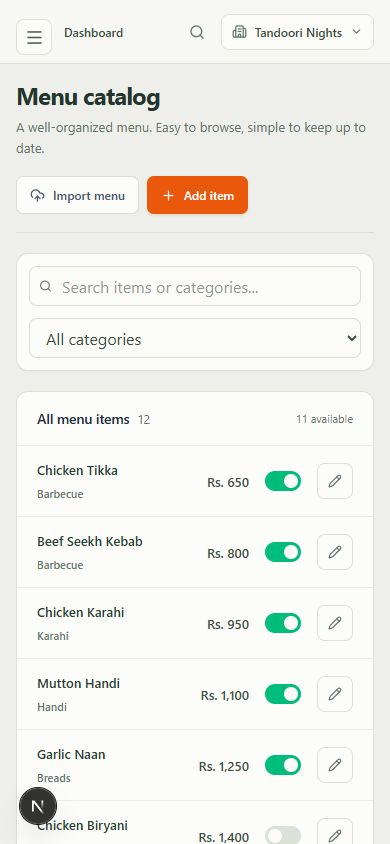 Dashboard
Tandoori Nights
Menu catalog
A well-organized menu. Easy to browse, simple to keep up to
date.
Import menu
Add item
Search items or categories...
All categories
All menu items 12
11 available
Chicken Tikka
Barbecue
Rs. 650
Beef Seekh Kebab
Barbecue
Rs. 800
Chicken Karahi
Karahi
Rs. 950
Mutton Handi
Handi
Rs. 1,100
Garlic Naan
Breads
Rs. 1,250
N
Chicken Biryani
Rs. 1,400